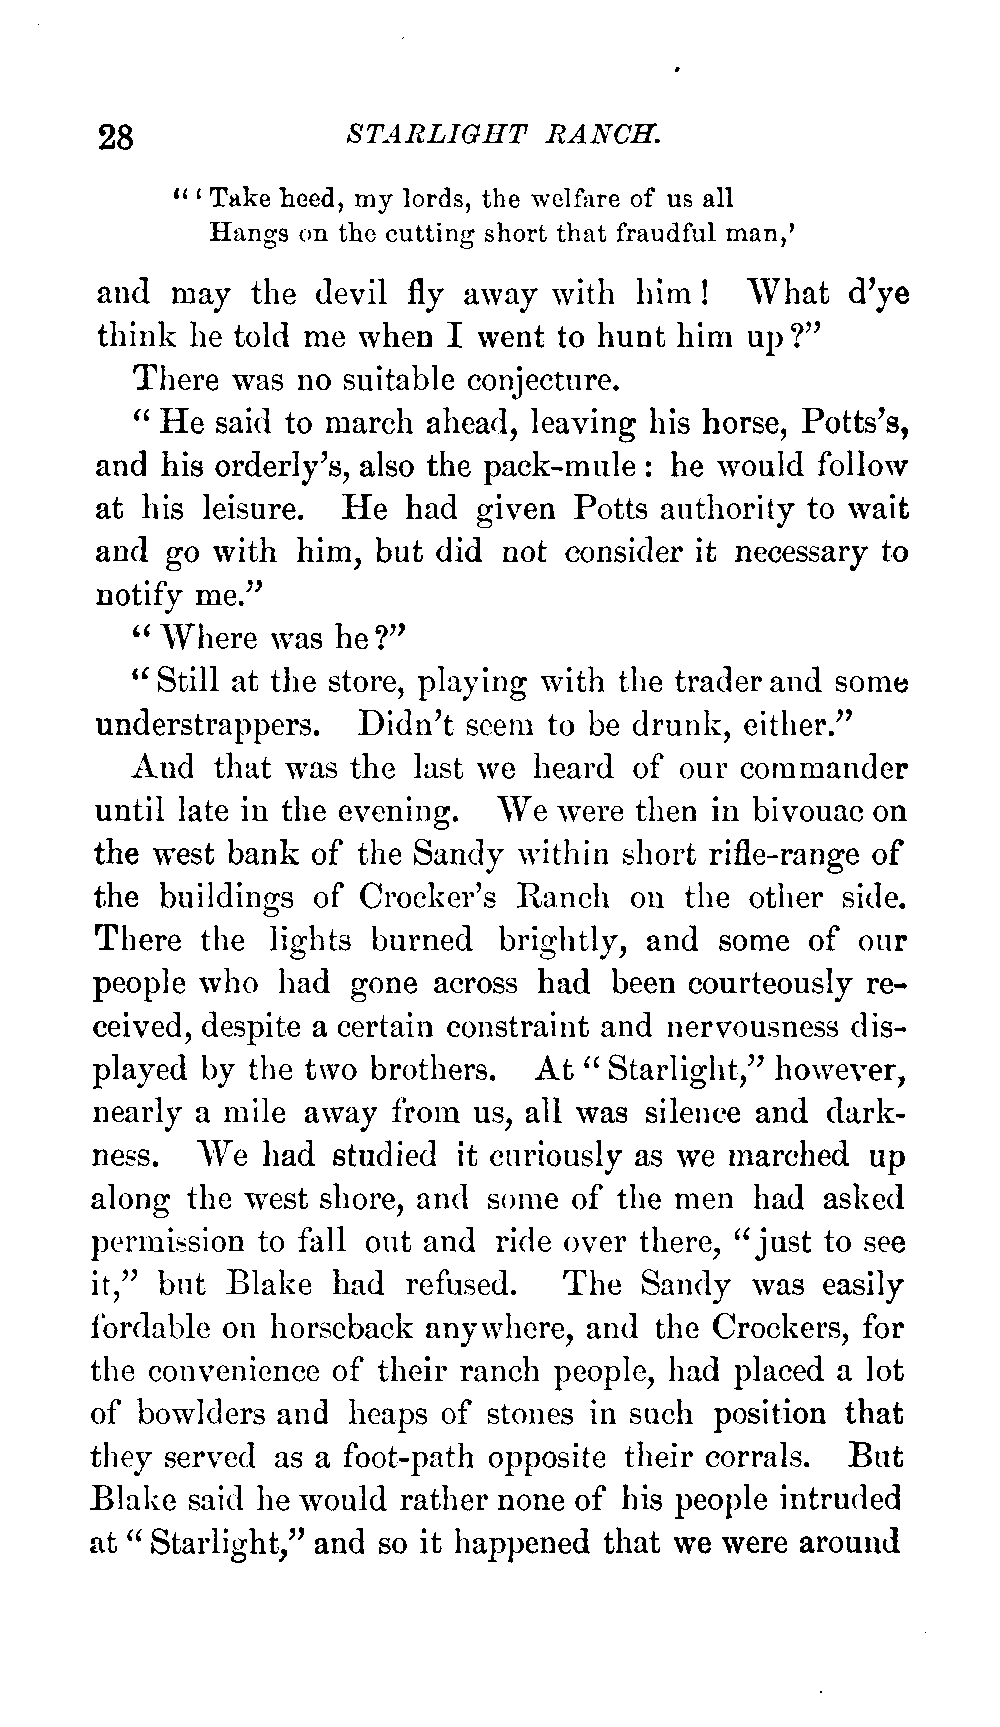 28 STARLIGHT RANCH.
"'Take heed, my lords, the welfare of us all
Hangs on the cutting short that fraudful man,'
and may the devil fly away with him! What d'ye
think he told me when I went to hunt him up?"
There was no suitable conjecture.
"He said to march ahead, leaving his horse, Potts's,
and his orderly's, also the pack-mule: he would follow
at his leisure. He had given Potts authority to wait
and go with him, but did not consider it necessary to
notify me."
"Where was he?"
"Still at the store, playing with the trader and some
understrappers. Didn't seem to be drunk, either."
And that was the last we heard of our commander
until late in the evening. We were then in bivouac on
the west bank of the Sandy within short rifle-range of
the buildings of Crocker's Ranch on the other side.
There the lights burned brightly, and some of our
people who had gone across had been courteously re-
ceived, despite a certain constraint and nervousness dis-
played by the two brothers. At "Starlight," however,
nearly a mile away from us, all was silence and dark-
ness. We had studied it curiously as we marched up
along the west shore, and some of the men had asked
permission to fall out and ride over there, "just to see
it," but Blake had refused. The Sandy was easily
fordable on horseback anywhere, and the Crockers, for
the convenience of their ranch people, had placed a lot
of bowlders and heaps of stones in such position that
they served as a foot-path opposite their corrals. But
Blake said he would rather none of his people intruded
at "Starlight," and so it happened that we were around